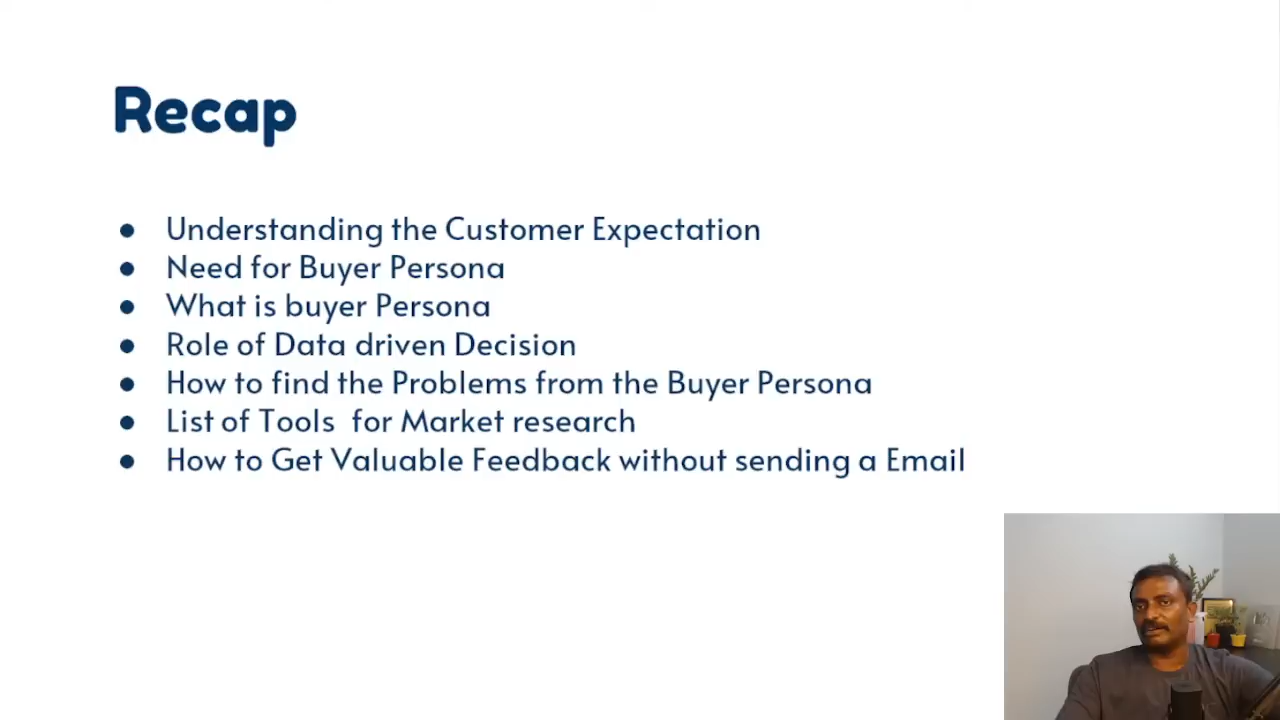 Recap
● Understanding the Customer Expectation
● Need for Buyer Persona
● What is buyer Persona
● Role of Data driven Decision
● How to find the Problems from the Buyer Persona
● List of Tools  for Market research
● How to Get Valuable Feedback without sending a Email